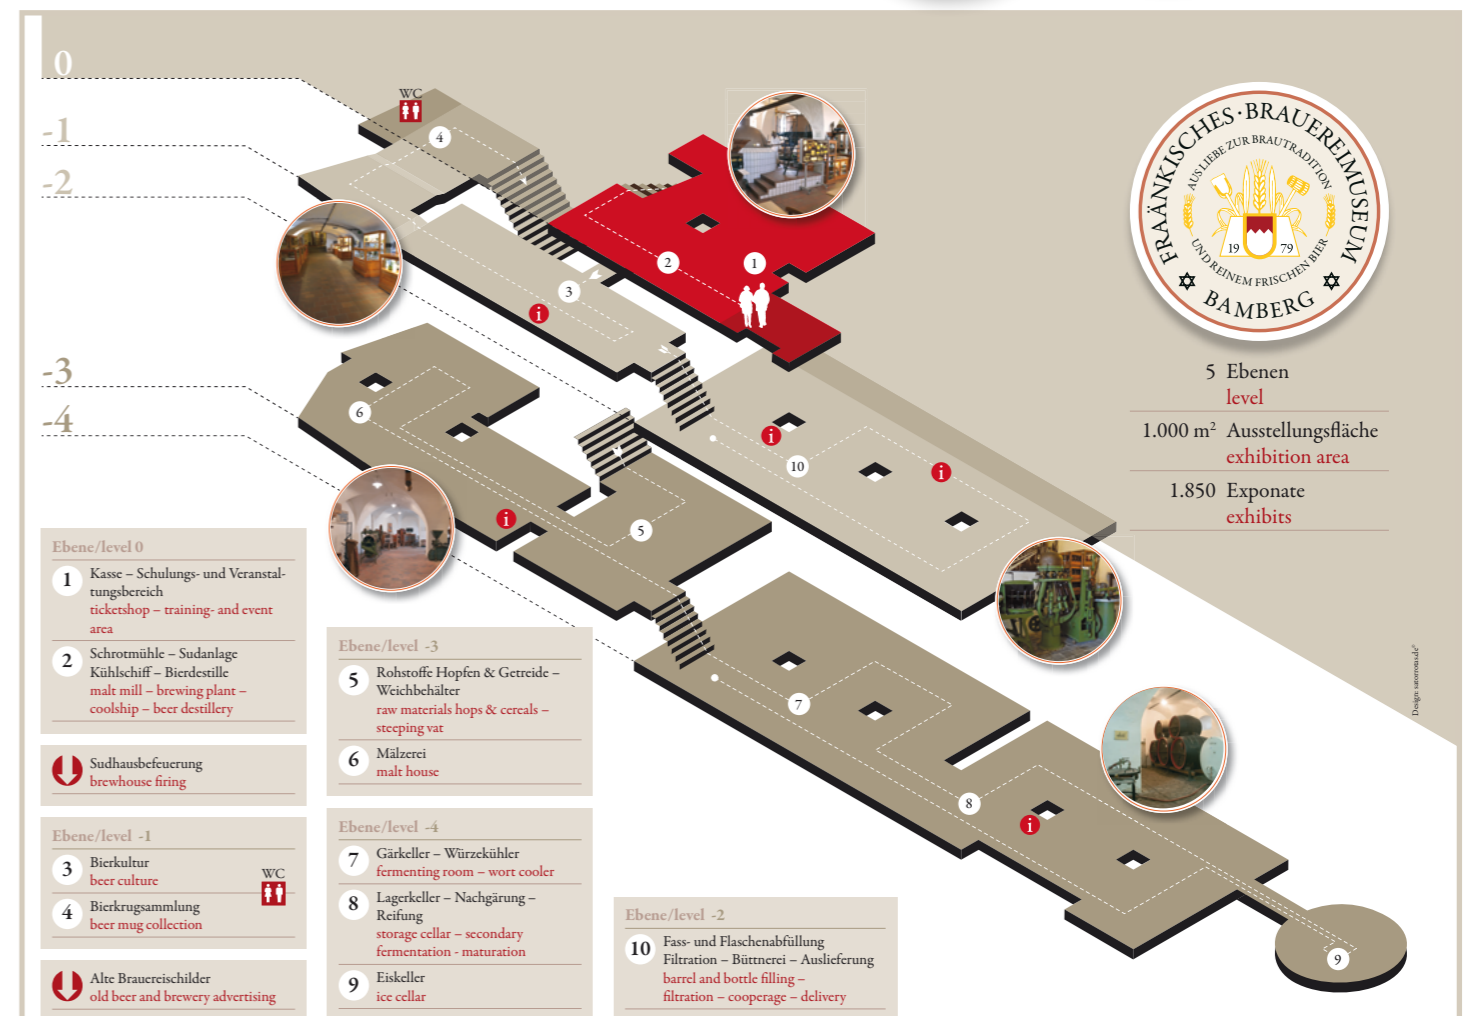 0
-1
-2
-3
-4
WC
4
3
2
1
i
6
i
5
i
10
i
7
8
i
9
FRAÄNKISCHES · BRAUEREIMUSEUM
BAMBERG
AUS LIEBE ZUR BRAUTRADITION
UND REINEM FRISCHEN BIER
19 79
5 Ebenen
level
1.000 m² Ausstellungsfläche
exhibition area
1.850 Exponate
exhibits
Ebene/level 0
1 Kasse – Schulungs- und Veranstal-
tungsbereich
ticketshop – training- and event
area
2 Schrotmühle – Sudanlage
Kühlschiff – Bierdestille
malt mill – brewing plant –
coolship – beer destillery
Sudhausbefeuerung
brewhouse firing
Ebene/level -1
3 Bierkultur
beer culture
WC
4 Bierkrugsammlung
beer mug collection
Alte Brauereischilder
old beer and brewery advertising
Ebene/level -3
5 Rohstoffe Hopfen & Getreide –
Weichbehälter
raw materials hops & cereals –
steeping vat
6 Mälzerei
malt house
Ebene/level -4
7 Gärkeller – Würzekühler
fermenting room – wort cooler
8 Lagerkeller – Nachgärung –
Reifung
storage cellar – secondary
fermentation - maturation
9 Eiskeller
ice cellar
Ebene/level -2
10 Fass- und Flaschenabfüllung
Filtration – Büttnerei – Auslieferung
barrel and bottle filling –
filtration – cooperage – delivery